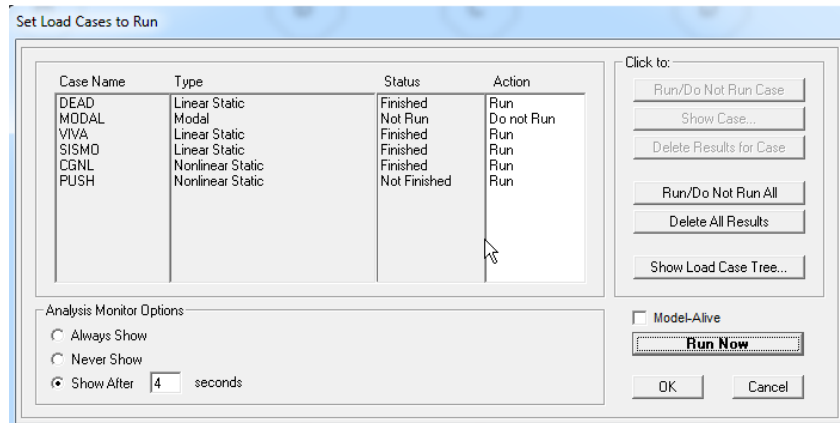 Set Load Cases to Run
Case Name Type Status Action
DEAD Linear Static Finished Run
MODAL Modal Not Run Do not Run
VIVA Linear Static Finished Run
SISMO Linear Static Finished Run
CGNL Nonlinear Static Finished Run
PUSH Nonlinear Static Not Finished Run
Click to:
Run/Do Not Run Case
Show Case...
Delete Results for Case
Run/Do Not Run All
Delete All Results
Show Load Case Tree...
Analysis Monitor Options
Always Show
Never Show
Show After 4 seconds
Model-Alive
Run Now
OK Cancel